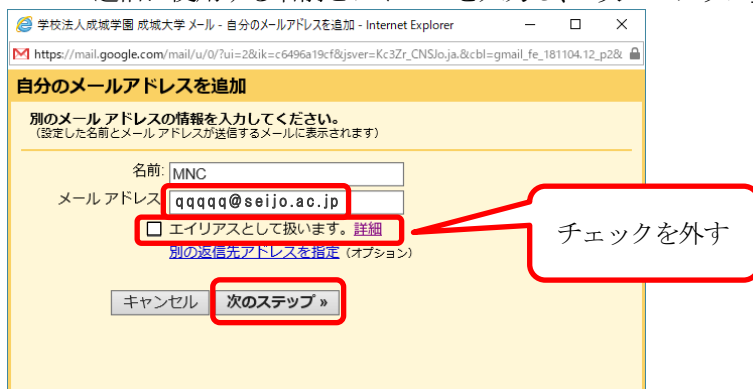 学校法人成城学園 成城大学 メール - 自分のメールアドレスを追加 - Internet Explorer
https://mail.google.com/mail/u/0/?ui=2&ik=c6496a19cf&jsver=Kc3Zr_CNSJo.ja.&cbl=gmail_fe_181104.12_p2&
自分のメールアドレスを追加
別のメール アドレスの情報を入力してください。
（設定した名前とメール アドレスが送信するメールに表示されます）
名前: MNC
メール アドレス qqqqq@seijo.ac.jp
エイリアスとして扱います。詳細
別の返信先アドレスを指定（オプション）
チェックを外す
キャンセル 次のステップ »